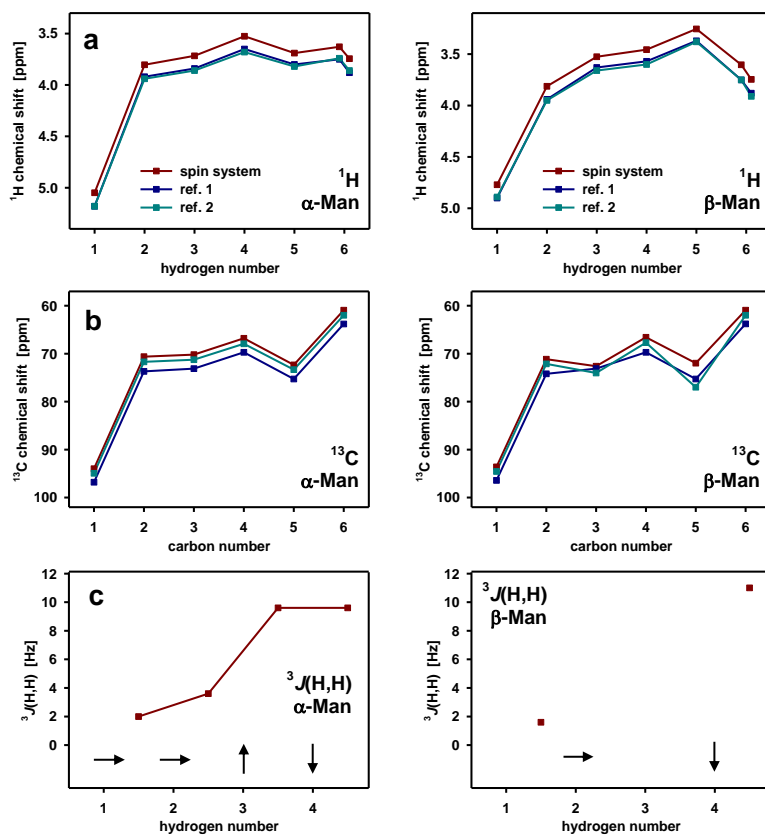 a
3.5
4.0
4.5
5.0
¹H chemical shift [ppm]
spin system
ref. 1
ref. 2
¹H
α-Man
1 2 3 4 5 6
hydrogen number
3.5
4.0
4.5
5.0
¹H chemical shift [ppm]
spin system
ref. 1
ref. 2
¹H
β-Man
1 2 3 4 5 6
hydrogen number
b
60
70
80
90
100
¹³C chemical shift [ppm]
¹³C
α-Man
1 2 3 4 5 6
carbon number
60
70
80
90
100
¹³C chemical shift [ppm]
¹³C
β-Man
1 2 3 4 5 6
carbon number
c
12
10
8
6
4
2
0
³J(H,H) [Hz]
³J(H,H)
α-Man
1 2 3 4
hydrogen number
12
10
8
6
4
2
0
³J(H,H) [Hz]
³J(H,H)
β-Man
1 2 3 4
hydrogen number